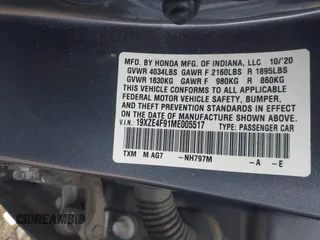 MFD. BY HONDA MFG. OF INDIANA, LLC 10/'20
GVWR 4034LBS GAWR F 2160LBS R 1895LBS
GVWR 1830KG GAWR F 980KG R 860KG
THIS VEHICLE CONFORMS TO ALL APPLICABLE
FEDERAL MOTOR VEHICLE SAFETY, BUMPER,
AND THEFT PREVENTION STANDARDS IN EFFECT
ON THE DATE OF MANUFACTURE SHOWN ABOVE.
V.I.N.: 19XZE4F91ME005517 TYPE: PASSENGER CAR
TXM M AG7 -NH797M -A -E
DREAMBID